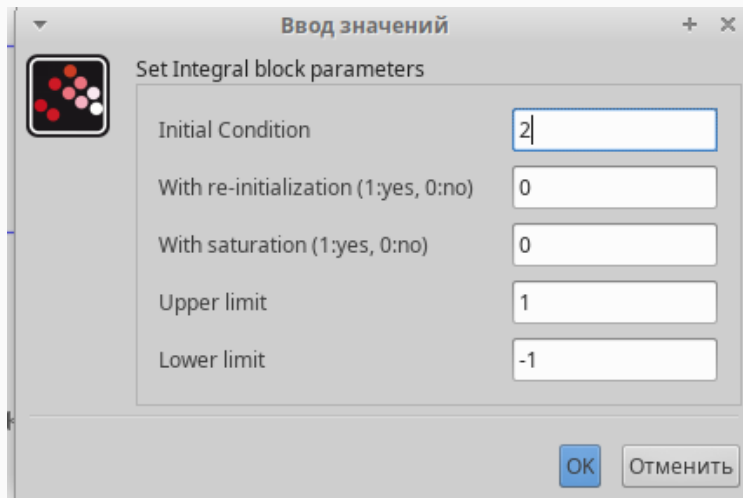 Ввод значений
Set Integral block parameters
Initial Condition 2
With re-initialization (1:yes, 0:no) 0
With saturation (1:yes, 0:no) 0
Upper limit 1
Lower limit -1
OK Отменить